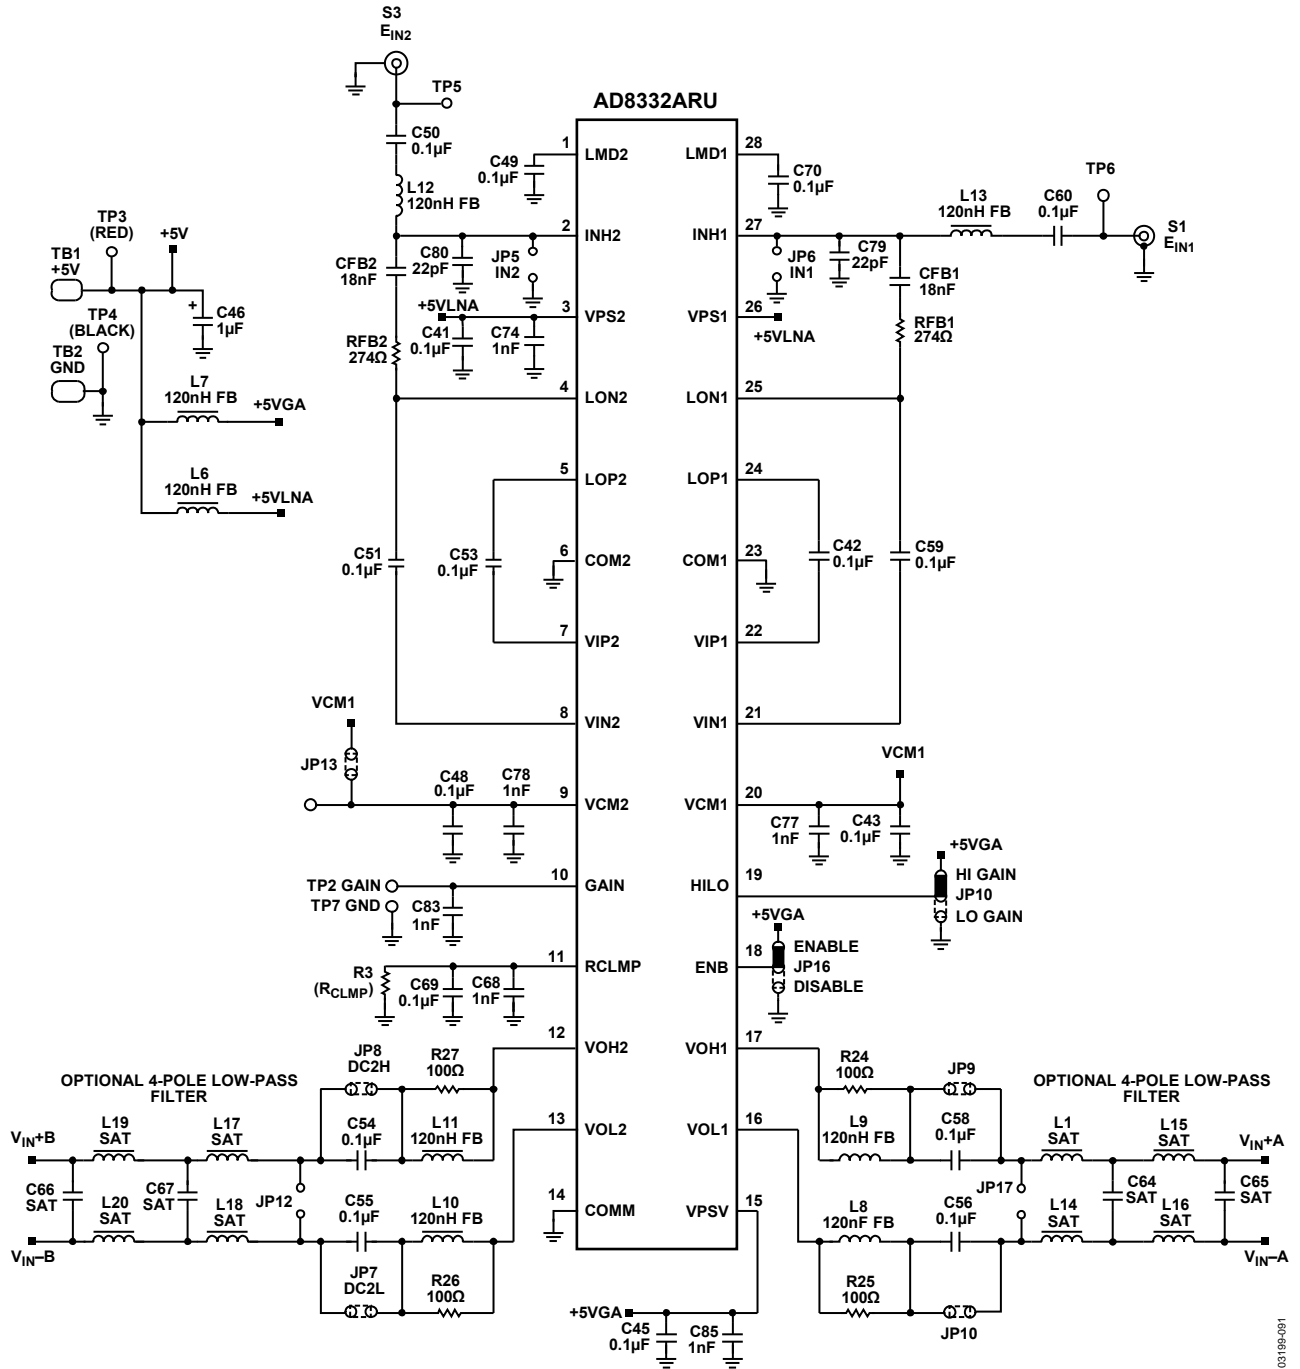 S3
E_IN2
TP5
AD8332ARU
C50
0.1µF
L12
120nH FB
C49
0.1µF
1
LMD2
LMD1
28
C70
0.1µF
TP6
L13
120nH FB
C60
0.1µF
S1
E_IN1
TP3
(RED)
+5V
TB1
+5V
C46
1µF
+
TP4
(BLACK)
TB2
GND
L7
120nH FB
+5VGA
L6
120nH FB
+5VLNA
2
INH2
INH1
27
CFB2
18nF
C80
22pF
JP5
IN2
JP6
IN1
C79
22pF
CFB1
18nF
+5VLNA
3
VPS2
VPS1
26
+5VLNA
RFB2
274Ω
C41
0.1µF
C74
1nF
RFB1
274Ω
4
LON2
LON1
25
5
LOP2
LOP1
24
C51
0.1µF
C53
0.1µF
6
COM2
COM1
23
C42
0.1µF
C59
0.1µF
7
VIP2
VIP1
22
8
VIN2
VIN1
21
VCM1
JP13
C48
0.1µF
C78
1nF
9
VCM2
VCM1
20
VCM1
C77
1nF
C43
0.1µF
TP2 GAIN
TP7 GND
C83
1nF
10
GAIN
HILO
19
+5VGA
HI GAIN
JP10
LO GAIN
R3
(R_CLMP)
C69
0.1µF
C68
1nF
11
RCLMP
ENB
18
+5VGA
ENABLE
JP16
DISABLE
12
VOH2
VOH1
17
OPTIONAL 4-POLE LOW-PASS
FILTER
JP8
DC2H
R27
100Ω
R24
100Ω
JP9
OPTIONAL 4-POLE LOW-PASS
FILTER
V_IN+B
L19
SAT
L17
SAT
C54
0.1µF
L11
120nH FB
13
VOL2
VOL1
16
L9
120nH FB
C58
0.1µF
L1
SAT
L15
SAT
V_IN+A
C66
SAT
C67
SAT
JP12
JP17
C64
SAT
C65
SAT
V_IN–B
L20
SAT
L18
SAT
C55
0.1µF
L10
120nH FB
14
COMM
VPSV
15
L8
120nF FB
C56
0.1µF
L14
SAT
L16
SAT
V_IN–A
JP7
DC2L
R26
100Ω
R25
100Ω
JP10
+5VGA
C45
0.1µF
C85
1nF
03199-091